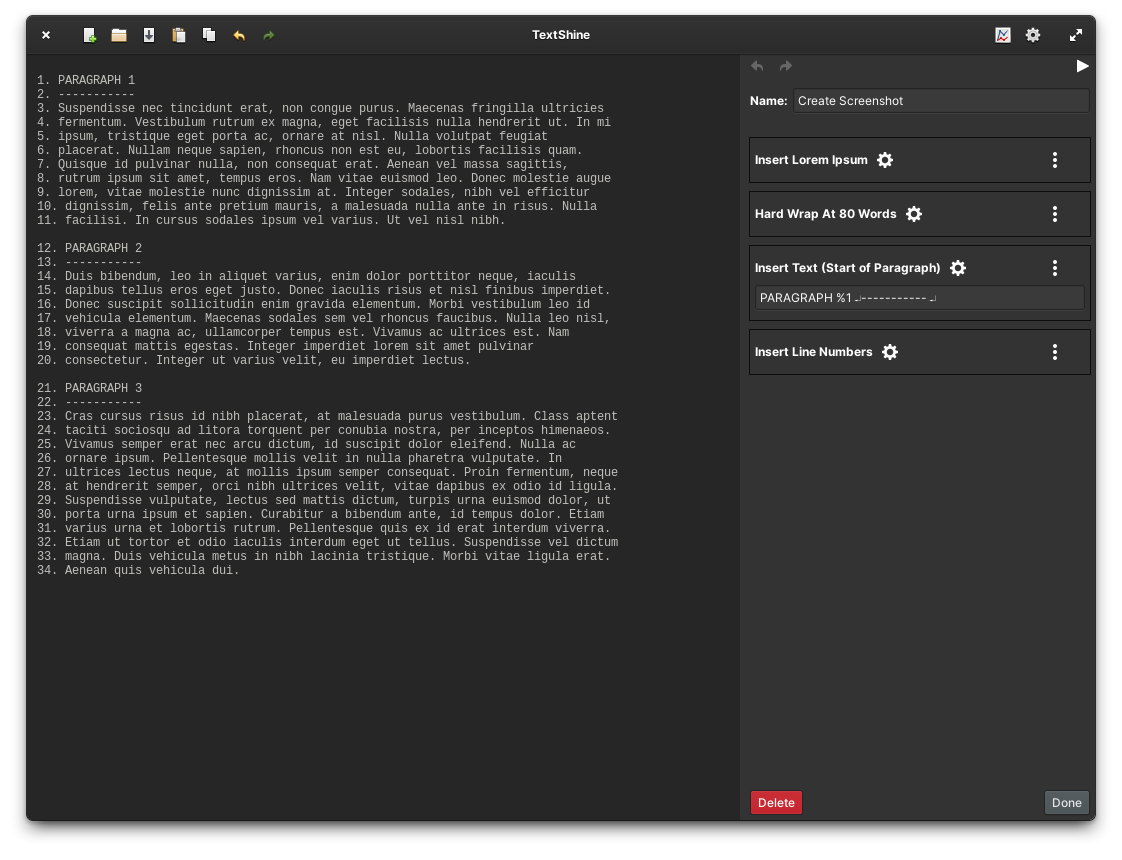 TextShine
1. PARAGRAPH 1
2. -----------
3. Suspendisse nec tincidunt erat, non congue purus. Maecenas fringilla ultricies
4. fermentum. Vestibulum rutrum ex magna, eget facilisis nulla hendrerit ut. In mi
5. ipsum, tristique eget porta ac, ornare at nisl. Nulla volutpat feugiat
6. placerat. Nullam neque sapien, rhoncus non est eu, lobortis facilisis quam.
7. Quisque id pulvinar nulla, non consequat erat. Aenean vel massa sagittis,
8. rutrum ipsum sit amet, tempus eros. Nam vitae euismod leo. Donec molestie augue
9. lorem, vitae molestie nunc dignissim at. Integer sodales, nibh vel efficitur
10. dignissim, felis ante pretium mauris, a malesuada nulla ante in risus. Nulla
11. facilisi. In cursus sodales ipsum vel varius. Ut vel nisl nibh.
12. PARAGRAPH 2
13. -----------
14. Duis bibendum, leo in aliquet varius, enim dolor porttitor neque, iaculis
15. dapibus tellus eros eget justo. Donec iaculis risus et nisl finibus imperdiet.
16. Donec suscipit sollicitudin enim gravida elementum. Morbi vestibulum leo id
17. vehicula elementum. Maecenas sodales sem vel rhoncus faucibus. Nulla leo nisl,
18. viverra a magna ac, ullamcorper tempus est. Vivamus ac ultrices est. Nam
19. consequat mattis egestas. Integer imperdiet lorem sit amet pulvinar
20. consectetur. Integer ut varius velit, eu imperdiet lectus.
21. PARAGRAPH 3
22. -----------
23. Cras cursus risus id nibh placerat, at malesuada purus vestibulum. Class aptent
24. taciti sociosqu ad litora torquent per conubia nostra, per inceptos himenaeos.
25. Vivamus semper erat nec arcu dictum, id suscipit dolor eleifend. Nulla ac
26. ornare ipsum. Pellentesque mollis velit in nulla pharetra vulputate. In
27. ultrices lectus neque, at mollis ipsum semper consequat. Proin fermentum, neque
28. at hendrerit semper, orci nibh ultrices velit, vitae dapibus ex odio id ligula.
29. Suspendisse vulputate, lectus sed mattis dictum, turpis urna euismod dolor, ut
30. porta urna ipsum et sapien. Curabitur a bibendum ante, id tempus dolor. Etiam
31. varius urna et lobortis rutrum. Pellentesque quis ex id erat interdum viverra.
32. Etiam ut tortor et odio iaculis interdum eget ut tellus. Suspendisse vel dictum
33. magna. Duis vehicula metus in nibh lacinia tristique. Morbi vitae ligula erat.
34. Aenean quis vehicula dui.
Name: Create Screenshot
Insert Lorem Ipsum
Hard Wrap At 80 Words
Insert Text (Start of Paragraph)
PARAGRAPH %1 ↵----------- ↵
Insert Line Numbers
Delete
Done